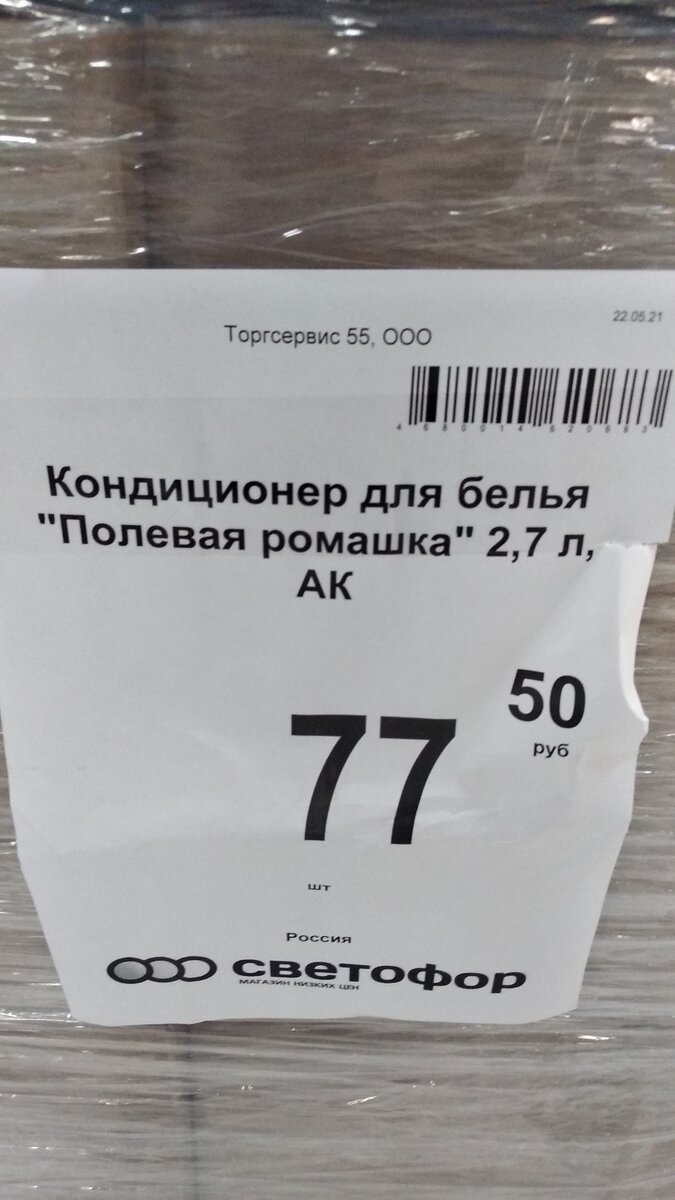 22.05.21
Торгсервис 55, ООО
4680014620683
Кондиционер для белья
"Полевая ромашка" 2,7 л,
АК
77 50
руб
шт
Россия
светофор
МАГАЗИН НИЗКИХ ЦЕН